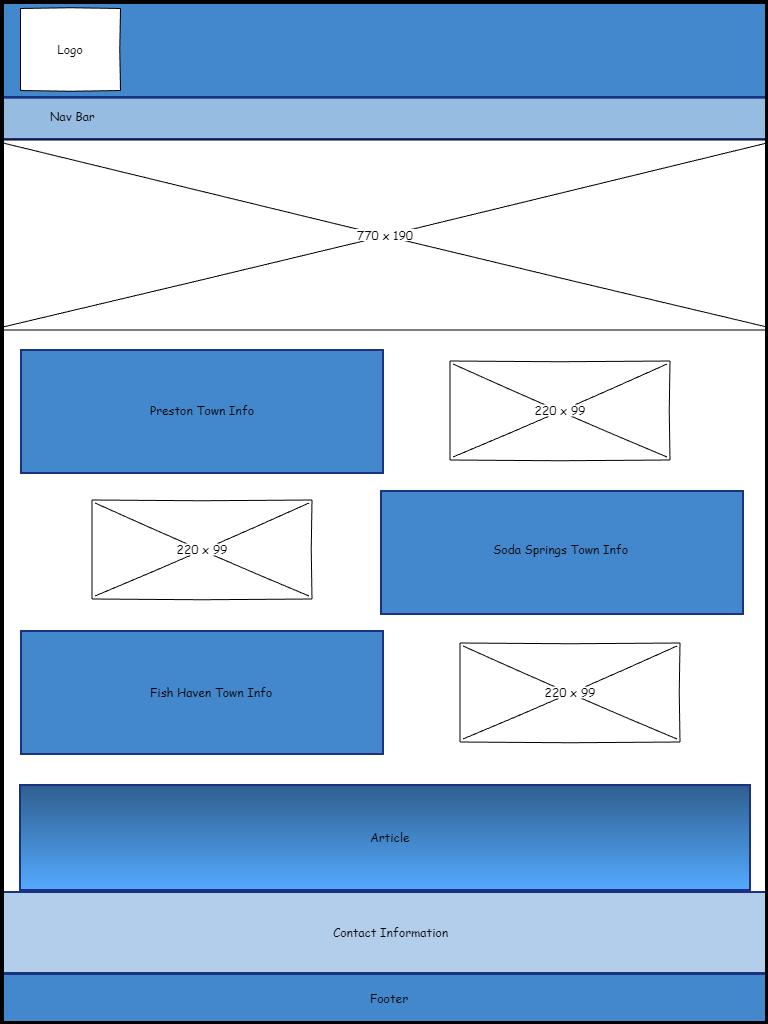 Logo
Nav Bar
770 x 190
Preston Town Info
220 x 99
220 x 99
Soda Springs Town Info
Fish Haven Town Info
220 x 99
Article
Contact Information
Footer